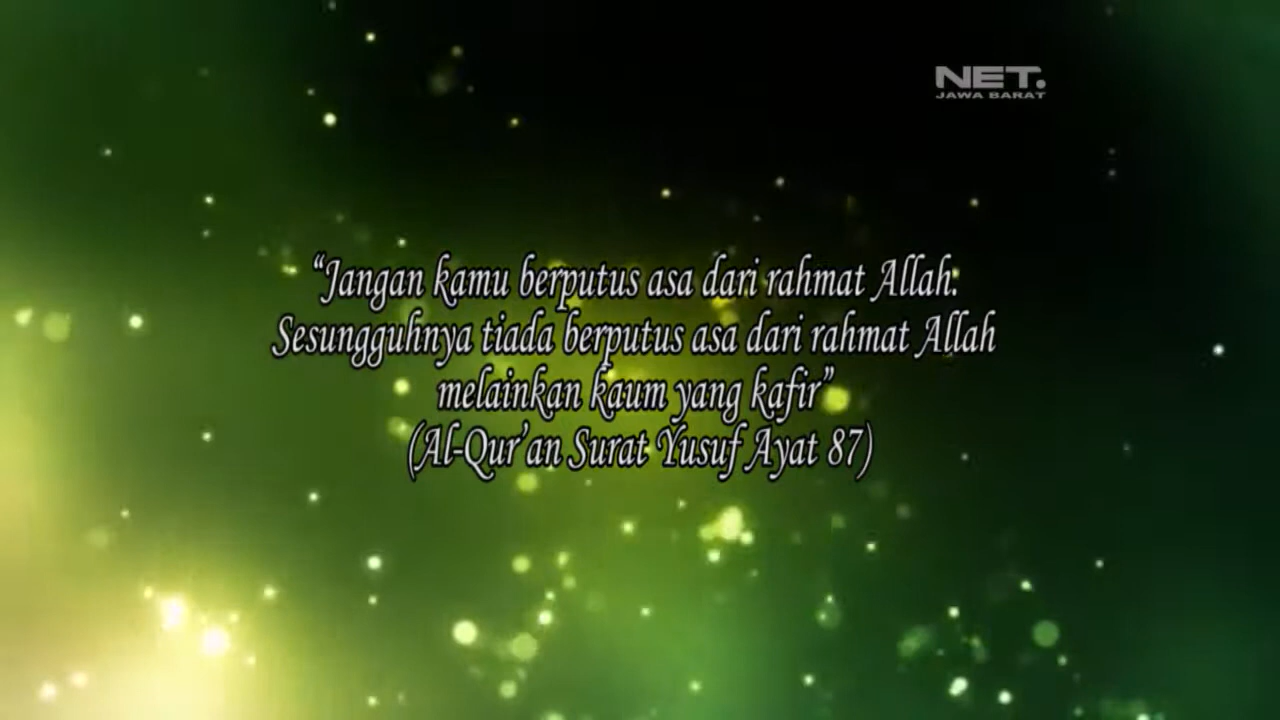 NET.
JAWA BARAT
“Jangan kamu berputus asa dari rahmat Allah.
Sesungguhnya tiada berputus asa dari rahmat Allah
melainkan kaum yang kafir”
(Al-Qur’an Surat Yusuf Ayat 87)